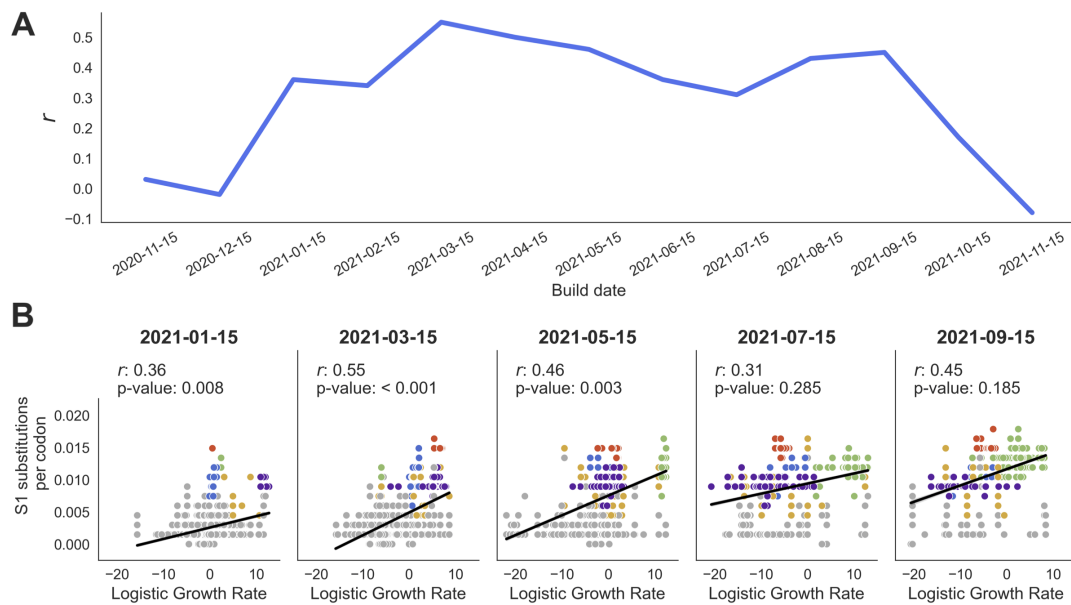 A
r
0.5
0.4
0.3
0.2
0.1
0.0
−0.1
2020-11-15
2020-12-15
2021-01-15
2021-02-15
2021-03-15
2021-04-15
2021-05-15
2021-06-15
2021-07-15
2021-08-15
2021-09-15
2021-10-15
2021-11-15
Build date
B
2021-01-15
2021-03-15
2021-05-15
2021-07-15
2021-09-15
r: 0.36
p-value: 0.008
r: 0.55
p-value: < 0.001
r: 0.46
p-value: 0.003
r: 0.31
p-value: 0.285
r: 0.45
p-value: 0.185
S1 substitutions
per codon
0.020
0.015
0.010
0.005
0.000
−20 −10 0 10
−20 −10 0 10
−20 −10 0 10
−20 −10 0 10
−20 −10 0 10
Logistic Growth Rate
Logistic Growth Rate
Logistic Growth Rate
Logistic Growth Rate
Logistic Growth Rate